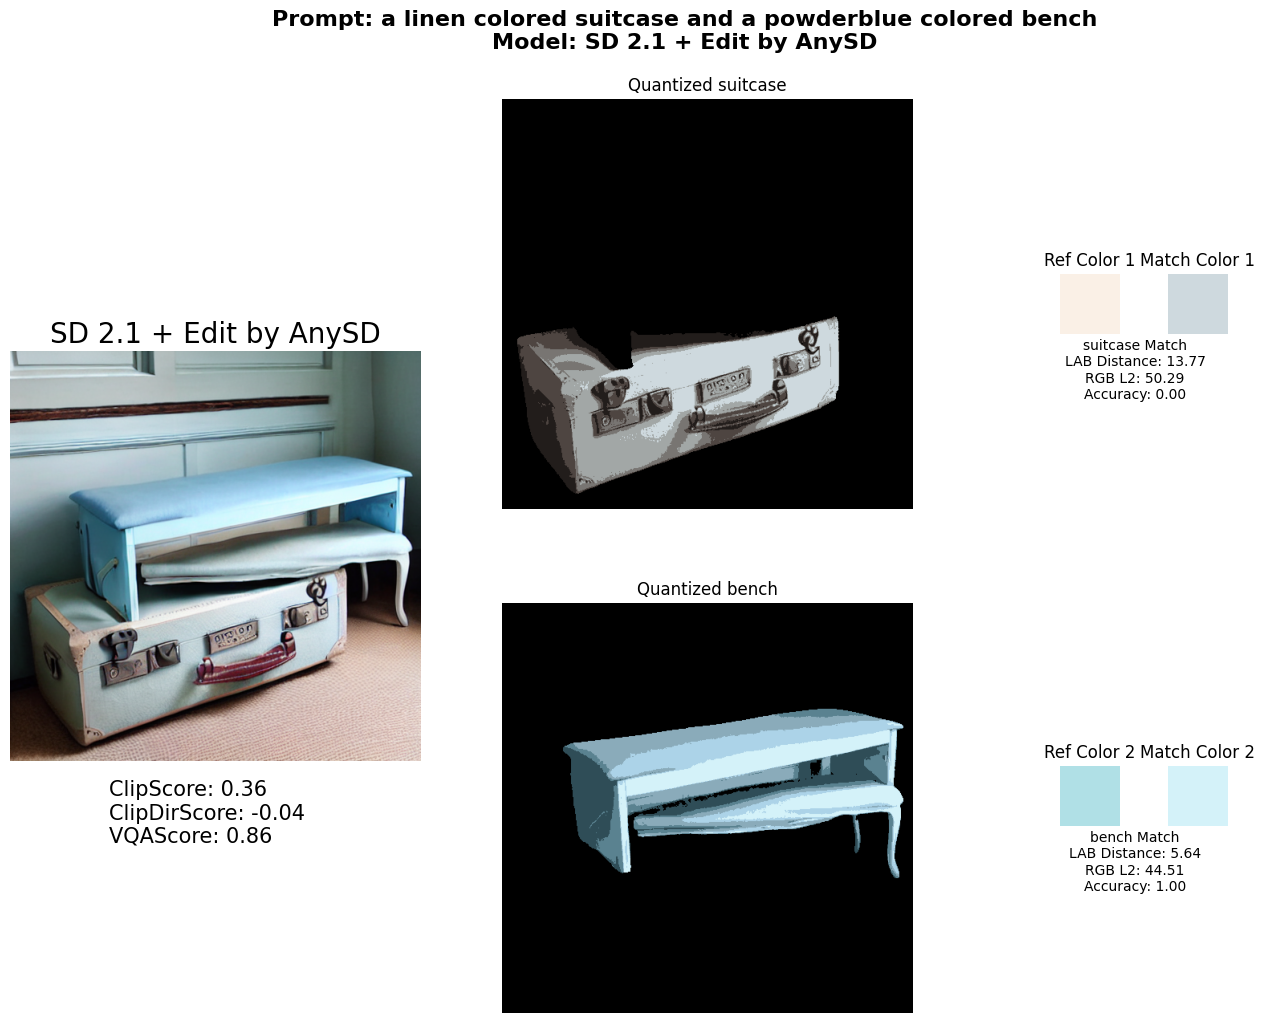 Prompt: a linen colored suitcase and a powderblue colored bench
Model: SD 2.1 + Edit by AnySD
Quantized suitcase
SD 2.1 + Edit by AnySD
ClipScore: 0.36
ClipDirScore: -0.04
VQAScore: 0.86
Ref Color 1 Match Color 1
suitcase Match
LAB Distance: 13.77
RGB L2: 50.29
Accuracy: 0.00
Quantized bench
Ref Color 2 Match Color 2
bench Match
LAB Distance: 5.64
RGB L2: 44.51
Accuracy: 1.00